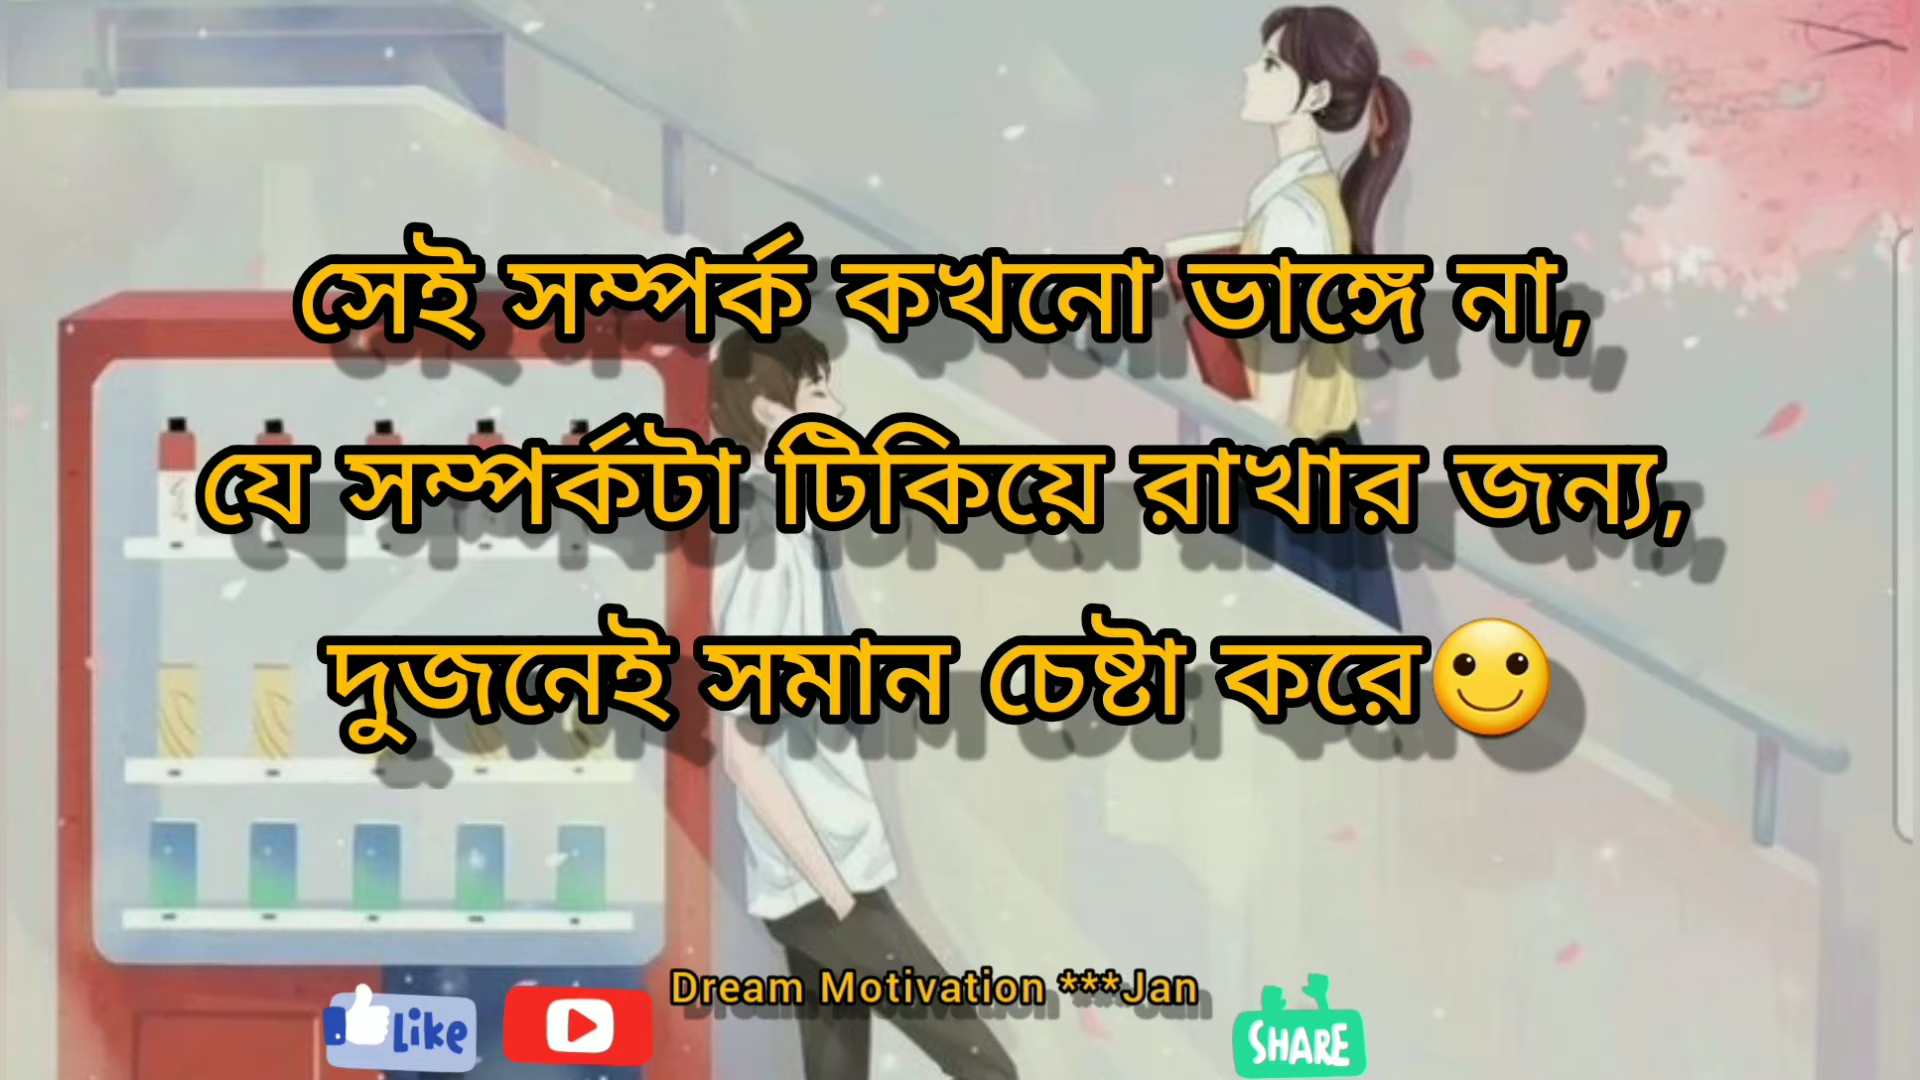 সেই সম্পর্ক কখনো ভাঙ্গে না,
যে সম্পর্কটা টিকিয়ে রাখার জন্য,
দুজনেই সমান চেষ্টা করে🙂
Dream Motivation ***Jan
Like
SHARE